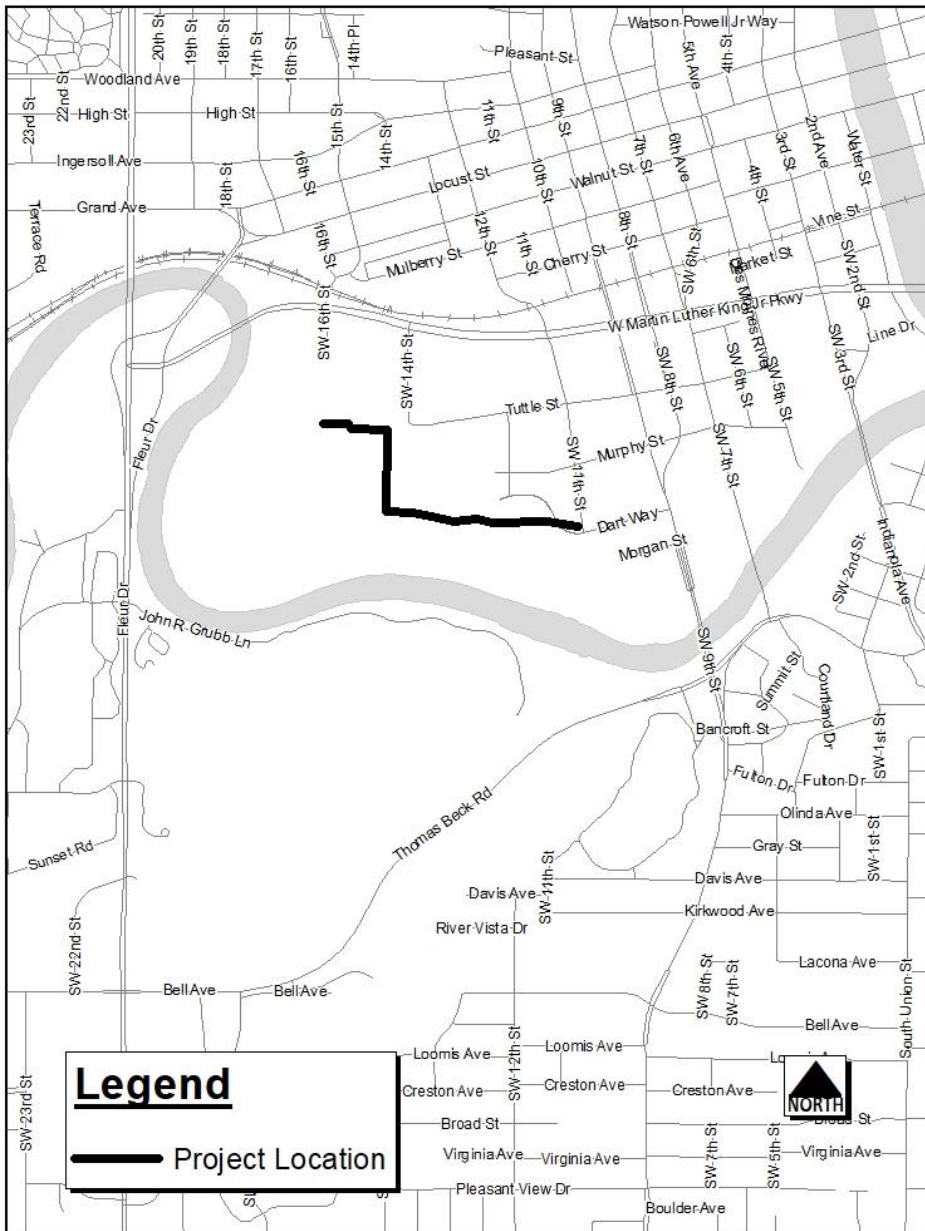 Watson Powell Jr Way
20th St
19th St
18th St
17th St
16th St
14th Pl
Pleasant St
5th Ave
4th St
23rd St
22nd St
Woodland Ave
High St
15th St
14th St
11th St
9th St
7th St
6th Ave
3rd St
2nd Ave
Water St
Ingersoll Ave
16th St
Locust St
10th St
Walnut St
4th St
Grand Ave
18th St
Terrace Rd
16th St
12th St
11th St
8th St
Vine St
Mulberry St
Cherry St
SW 6th St
Market St
SW 2nd St
SW 16th St
W Martin Luther King Jr Pkwy
Des Moines River
Line Dr
SW 14th St
SW 8th St
SW 6th St
SW 5th St
SW 3rd St
Tuttle St
Fleur Dr
Murphy St
SW 7th St
SW 11th St
Dart Way
Morgan St
Indianola Ave
SW 2nd St
Fleur Dr
John R Grubb Ln
SW 9th St
Summit St
Courtland Dr
Bancroft St
SW 1st St
Fulton Dr
Fulton Dr
Thomas Beck Rd
Olinda Ave
Sunset Rd
Gray St
SW 1st St
SW 11th St
Davis Ave
Davis Ave
Kirkwood Ave
River Vista Dr
SW 22nd St
Lacona Ave
SW 8th St
SW 7th St
South Union St
Bell Ave
Bell Ave
Bell Ave
Loomis Ave
Loomis Ave
SW 12th St
Creston Ave
Creston Ave
Creston Ave
NORTH
Legend
SW 23rd St
Broad St
Broad St
Project Location
Virginia Ave
Virginia Ave
SW 7th St
SW 5th St
Virginia Ave
Pleasant View Dr
Boulder Ave